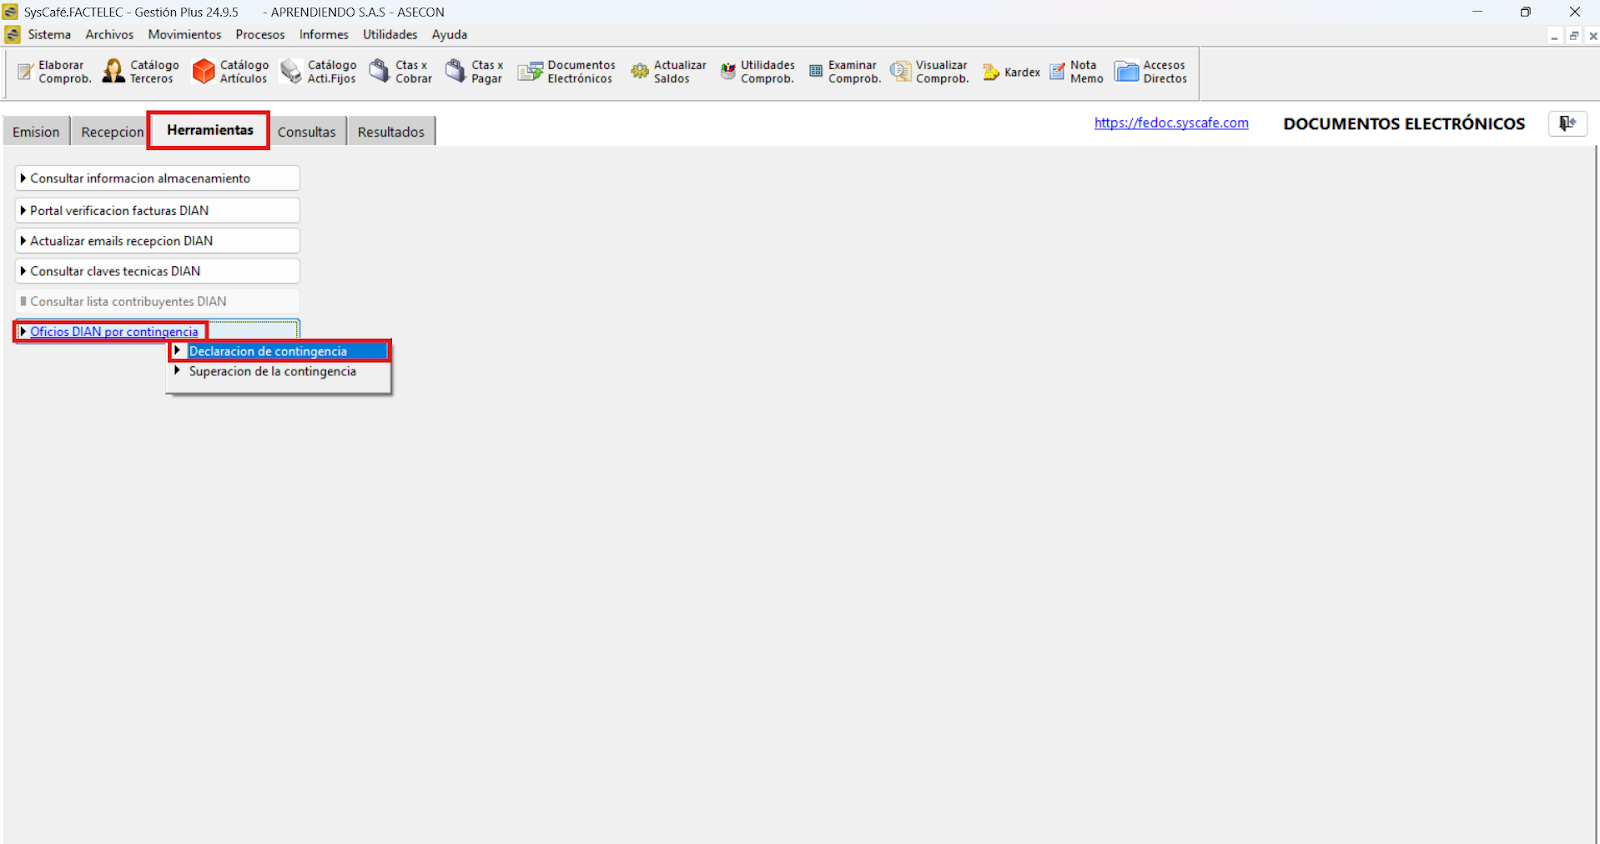 SysCafé.FACTELEC - Gestión Plus 24.9.5 - APRENDIENDO S.A.S - ASECON
Sistema Archivos Movimientos Procesos Informes Utilidades Ayuda
Elaborar Comprob.
Catálogo Terceros
Catálogo Artículos
Catálogo Acti.Fijos
Ctas x Cobrar
Ctas x Pagar
Documentos Electrónicos
Actualizar Saldos
Utilidades Comprob.
Examinar Comprob.
Visualizar Comprob.
Kardex
Nota Memo
Accesos Directos
Emision Recepcion Herramientas Consultas Resultados
https://fedoc.syscafe.com DOCUMENTOS ELECTRÓNICOS
Consultar informacion almacenamiento
Portal verificacion facturas DIAN
Actualizar emails recepcion DIAN
Consultar claves tecnicas DIAN
Consultar lista contribuyentes DIAN
Oficios DIAN por contingencia
Declaracion de contingencia
Superacion de la contingencia